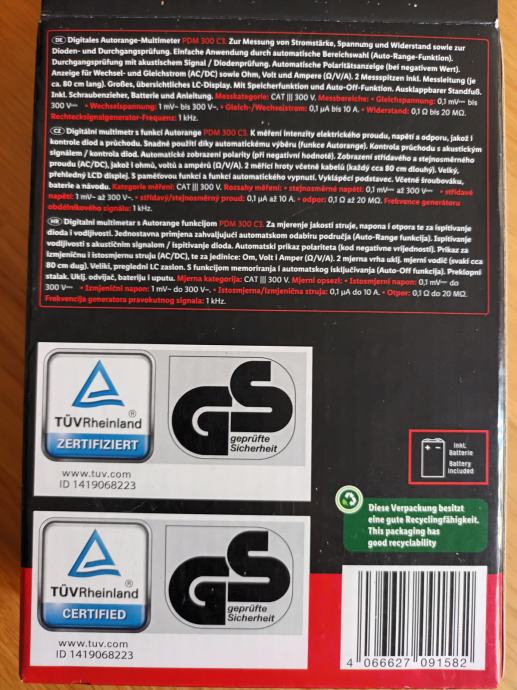 DE Digitales Autorange-Multimeter PDM 300 C3. Zur Messung von Stromstärke, Spannung und Widerstand sowie zur
Dioden- und Durchgangsprüfung. Einfache Anwendung durch automatische Bereichswahl (Auto-Range-Funktion).
Durchgangsprüfung mit akustischem Signal / Diodenprüfung. Automatische Polaritätsanzeige (bei negativem Wert).
Anzeige für Wechsel- und Gleichstrom (AC/DC) sowie Ohm, Volt und Ampere (Ω/V/A). 2 Messspitzen inkl. Messleitung (je
ca. 80 cm lang). Großes, übersichtliches LC-Display. Mit Speicherfunktion und Auto-Off-Funktion. Ausklappbarer Standfuß.
Inkl. Schraubenzieher, Batterie und Anleitung. Messkategorie: CAT ||| 300 V. Messbereiche: • Gleichspannung: 0,1 mV⎓ bis
300 V⎓ • Wechselspannung: 1 mV~ bis 300 V~. • Gleich-/Wechselstrom: 0,1 µA bis 10 A. • Widerstand: 0,1 Ω bis 20 MΩ.
Rechtecksignalgenerator-Frequenz: 1 kHz.
CZ Digitální multimetr s funkcí Autorange PDM 300 C3. K měření intenzity elektrického proudu, napětí a odporu, jakož i
kontrole diod a průchodu. Snadné použití díky automatickému výběru (funkce Autorange). Kontrola průchodu s akustickým
signálem / kontrola diod. Automatické zobrazení polarity (při negativní hodnotě). Zobrazení střídavého a stejnosměrného
proudu (AC/DC), jakož i ohmů, voltů a ampérů (Ω/V/A). 2 měřicí hroty včetně kabelů (každý cca 80 cm dlouhý). Velký,
přehledný LCD displej. S paměťovou funkcí a funkcí automatického vypnutí. Vyklápěcí podstavec. Včetně šroubováku,
baterie a návodu. Kategorie měření: CAT ||| 300 V. Rozsahy měření: • stejnosměrné napětí: 0,1 mV⎓ až 300 V⎓ • střídavé
napětí: 1 mV~ až 300 V~. • střídavý/stejnosměrný proud: 0,1 µA až 10 A. • odpor: 0,1 Ω až 20 MΩ. Frekvence generátoru
obdélníkového signálu: 1 kHz.
HR Digitalni multimetar s Autorange funkcijom PDM 300 C3. Za mjerenje jakosti struje, napona i otpora te za ispitivanje
dioda i vodljivosti. Jednostavna primjena zahvaljujući automatskom odabiru područja (Auto-Range funkcija). Ispitivanje
vodljivosti s akustičnim signalom / ispitivanje dioda. Automatski prikaz polariteta (kod negativne vrijednosti). Prikaz za
izmjeničnu i istosmjernu struju (AC/DC), te za jedinice: Om, Volt i Amper (Ω/V/A). 2 mjerna vrha uklj. mjerni vodič (svaki cca
80 cm dug). Veliki, pregledni LC zaslon. S funkcijom memoriranja i automatskog isključivanja (Auto-Off funkcija). Preklopni
stalak. Uklj. odvijač, bateriju i uputu. Mjerna kategorija: CAT ||| 300 V. Mjerni opsezi: • Istosmjerni napon: 0,1 mV⎓ do
300 V⎓ • Izmjenični napon: 1 mV~ do 300 V~. • Istosmjerna/Izmjenična struja: 0,1 µA do 10 A. • Otpor: 0,1 Ω do 20 MΩ.
Frekvencija generatora pravokutnog signala: 1 kHz.
TÜVRheinland®
ZERTIFIZIERT
GS
geprüfte
Sicherheit
www.tuv.com
ID 1419068223
Inkl.
Batterie
Battery
included
Diese Verpackung besitzt
eine gute Recyclingfähigkeit.
This packaging has
good recyclability
TÜVRheinland®
CERTIFIED
GS
geprüfte
Sicherheit
www.tuv.com
ID 1419068223
4 066627 091582